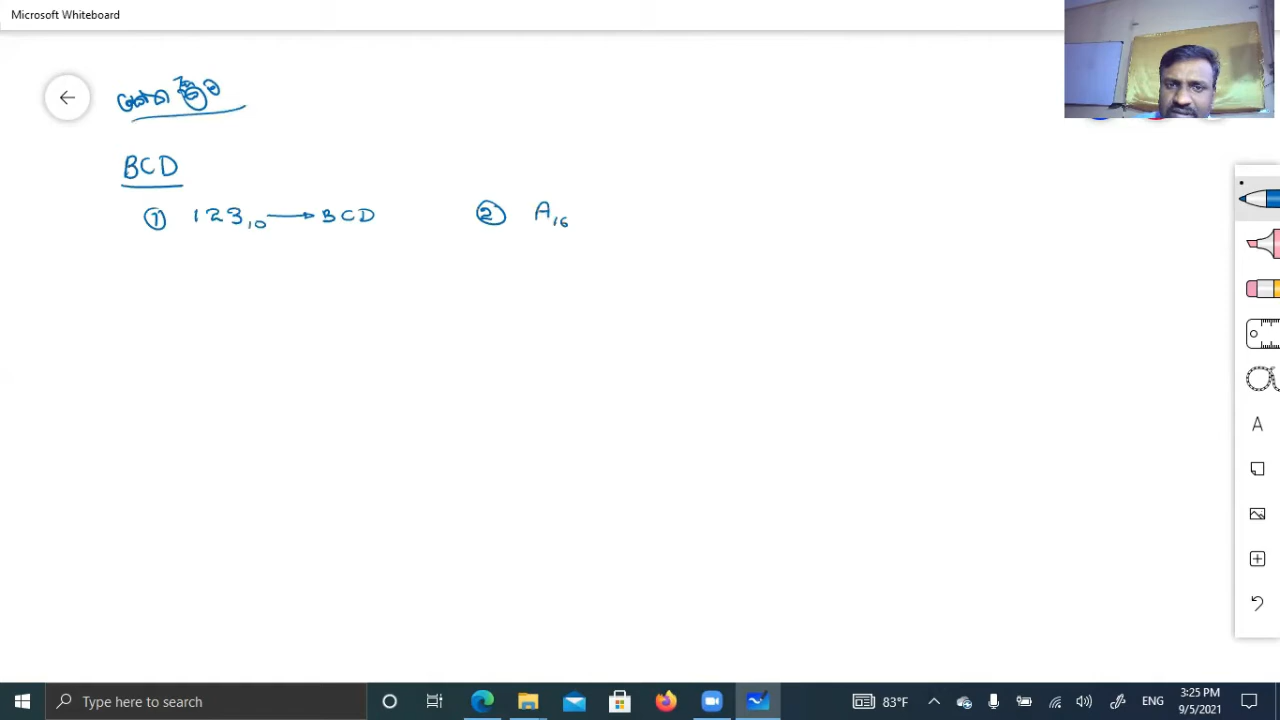 Microsoft Whiteboard
BCD
① 123₁₀ → BCD
② A₁₆
A
Type here to search
83°F
ENG
3:25 PM
9/5/2021